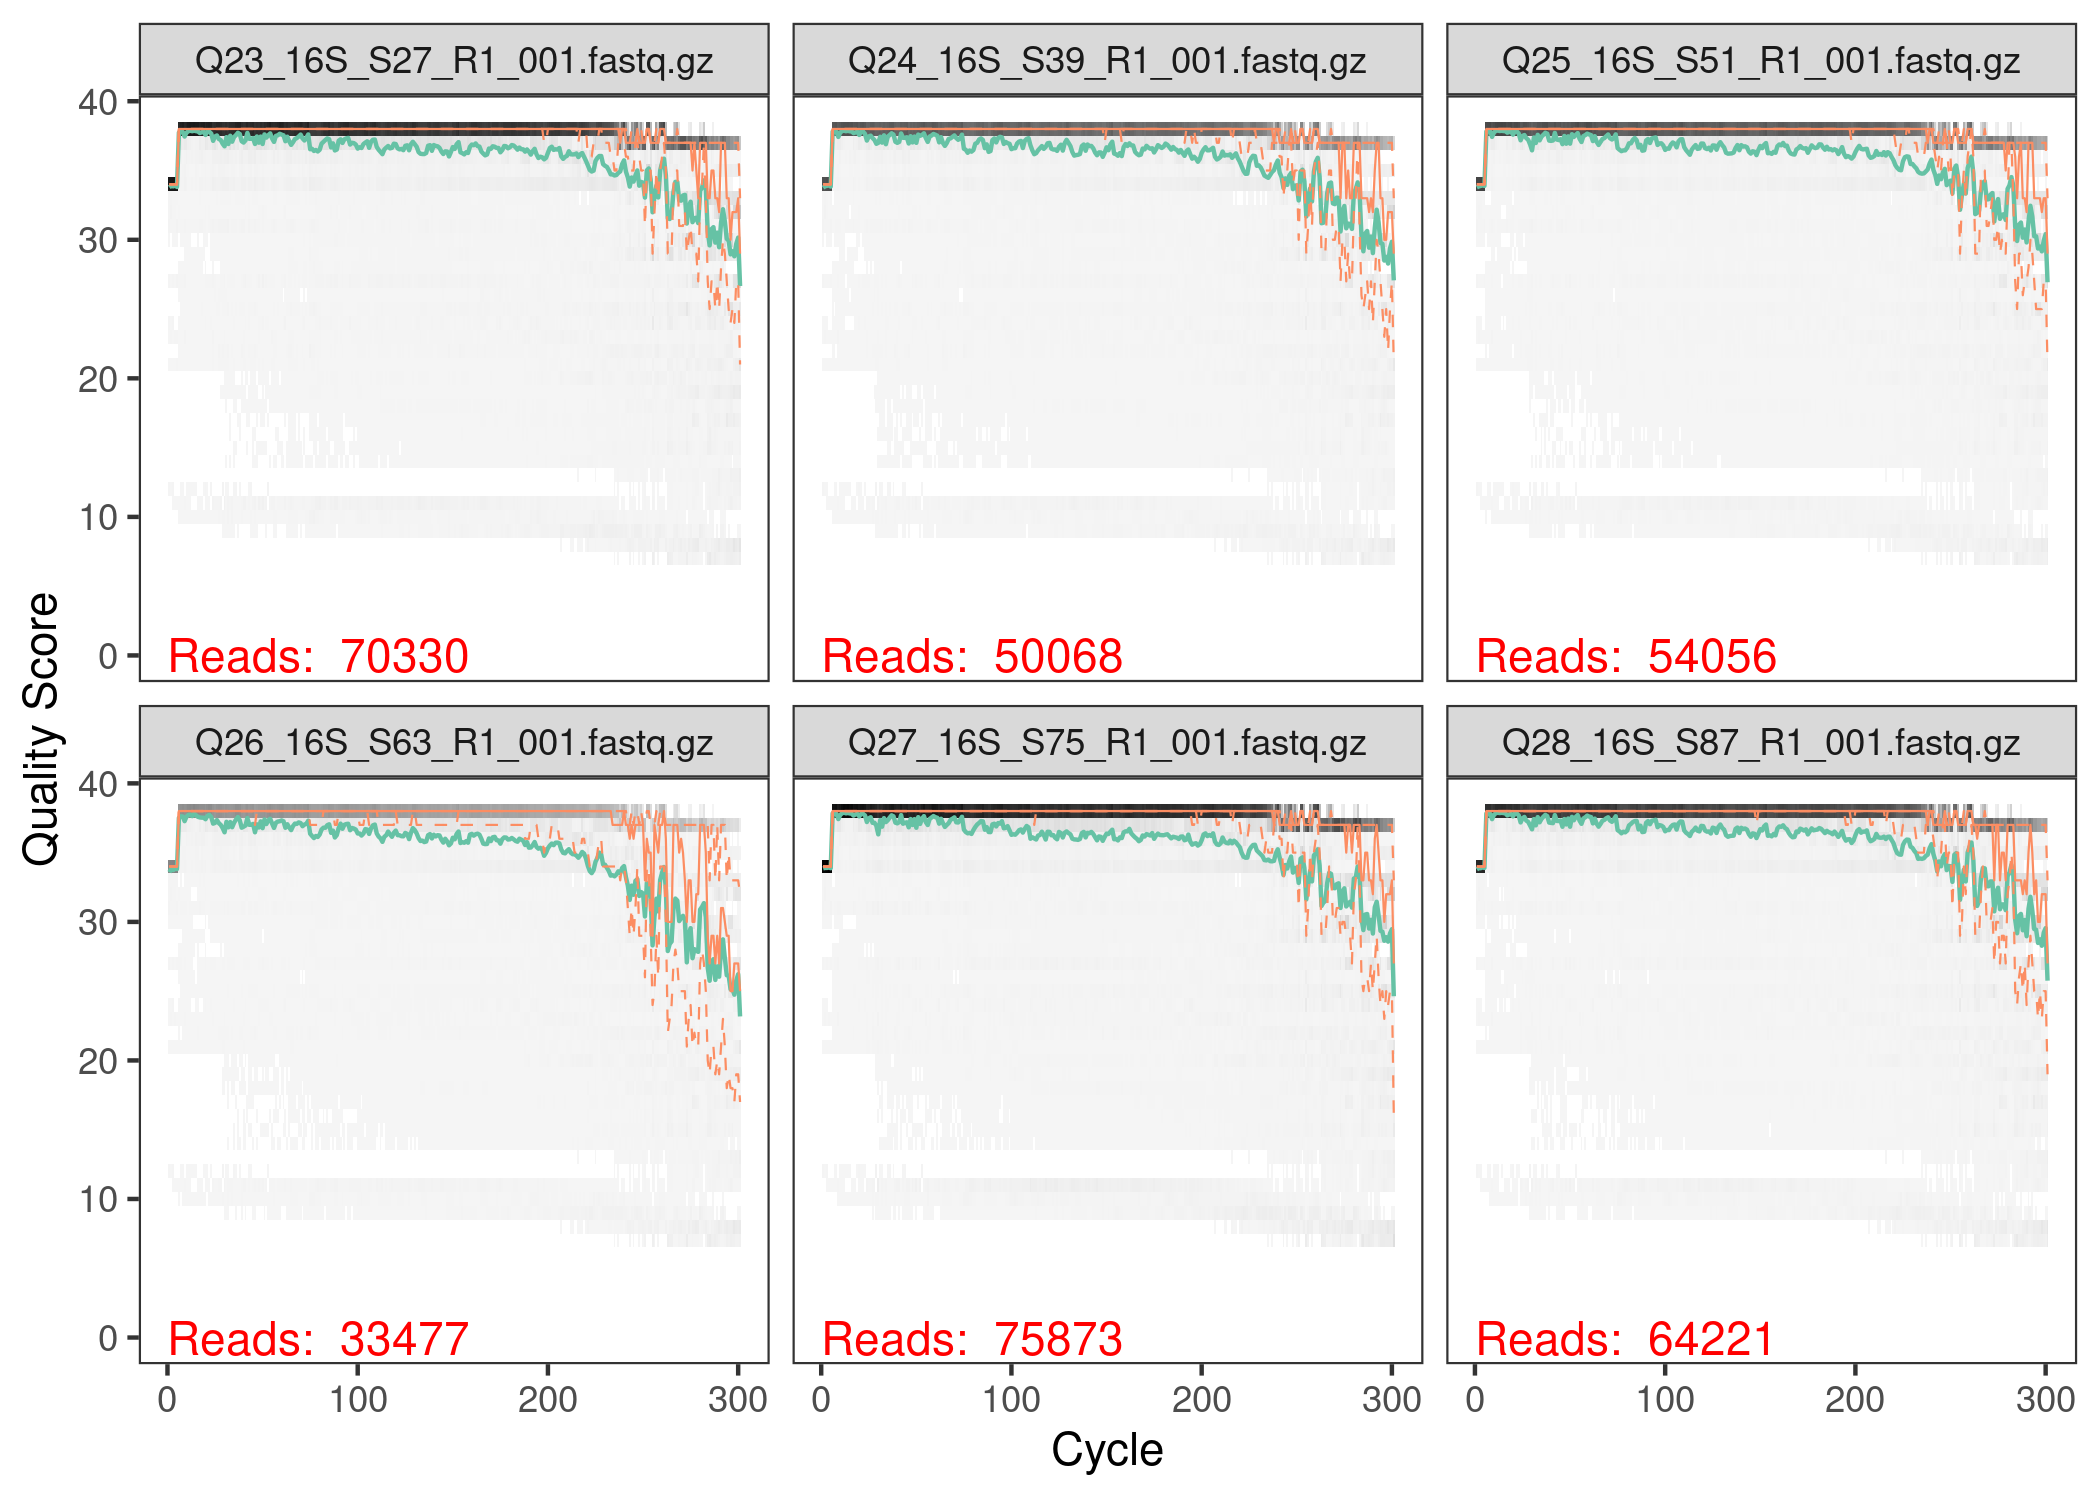 Q23_16S_S27_R1_001.fastq.gz
Q24_16S_S39_R1_001.fastq.gz
Q25_16S_S51_R1_001.fastq.gz
40
30
20
10
0
Reads: 70330
Reads: 50068
Reads: 54056
Quality Score
Q26_16S_S63_R1_001.fastq.gz
Q27_16S_S75_R1_001.fastq.gz
Q28_16S_S87_R1_001.fastq.gz
40
30
20
10
0
Reads: 33477
Reads: 75873
Reads: 64221
0 100 200 300
0 100 200 300
0 100 200 300
Cycle